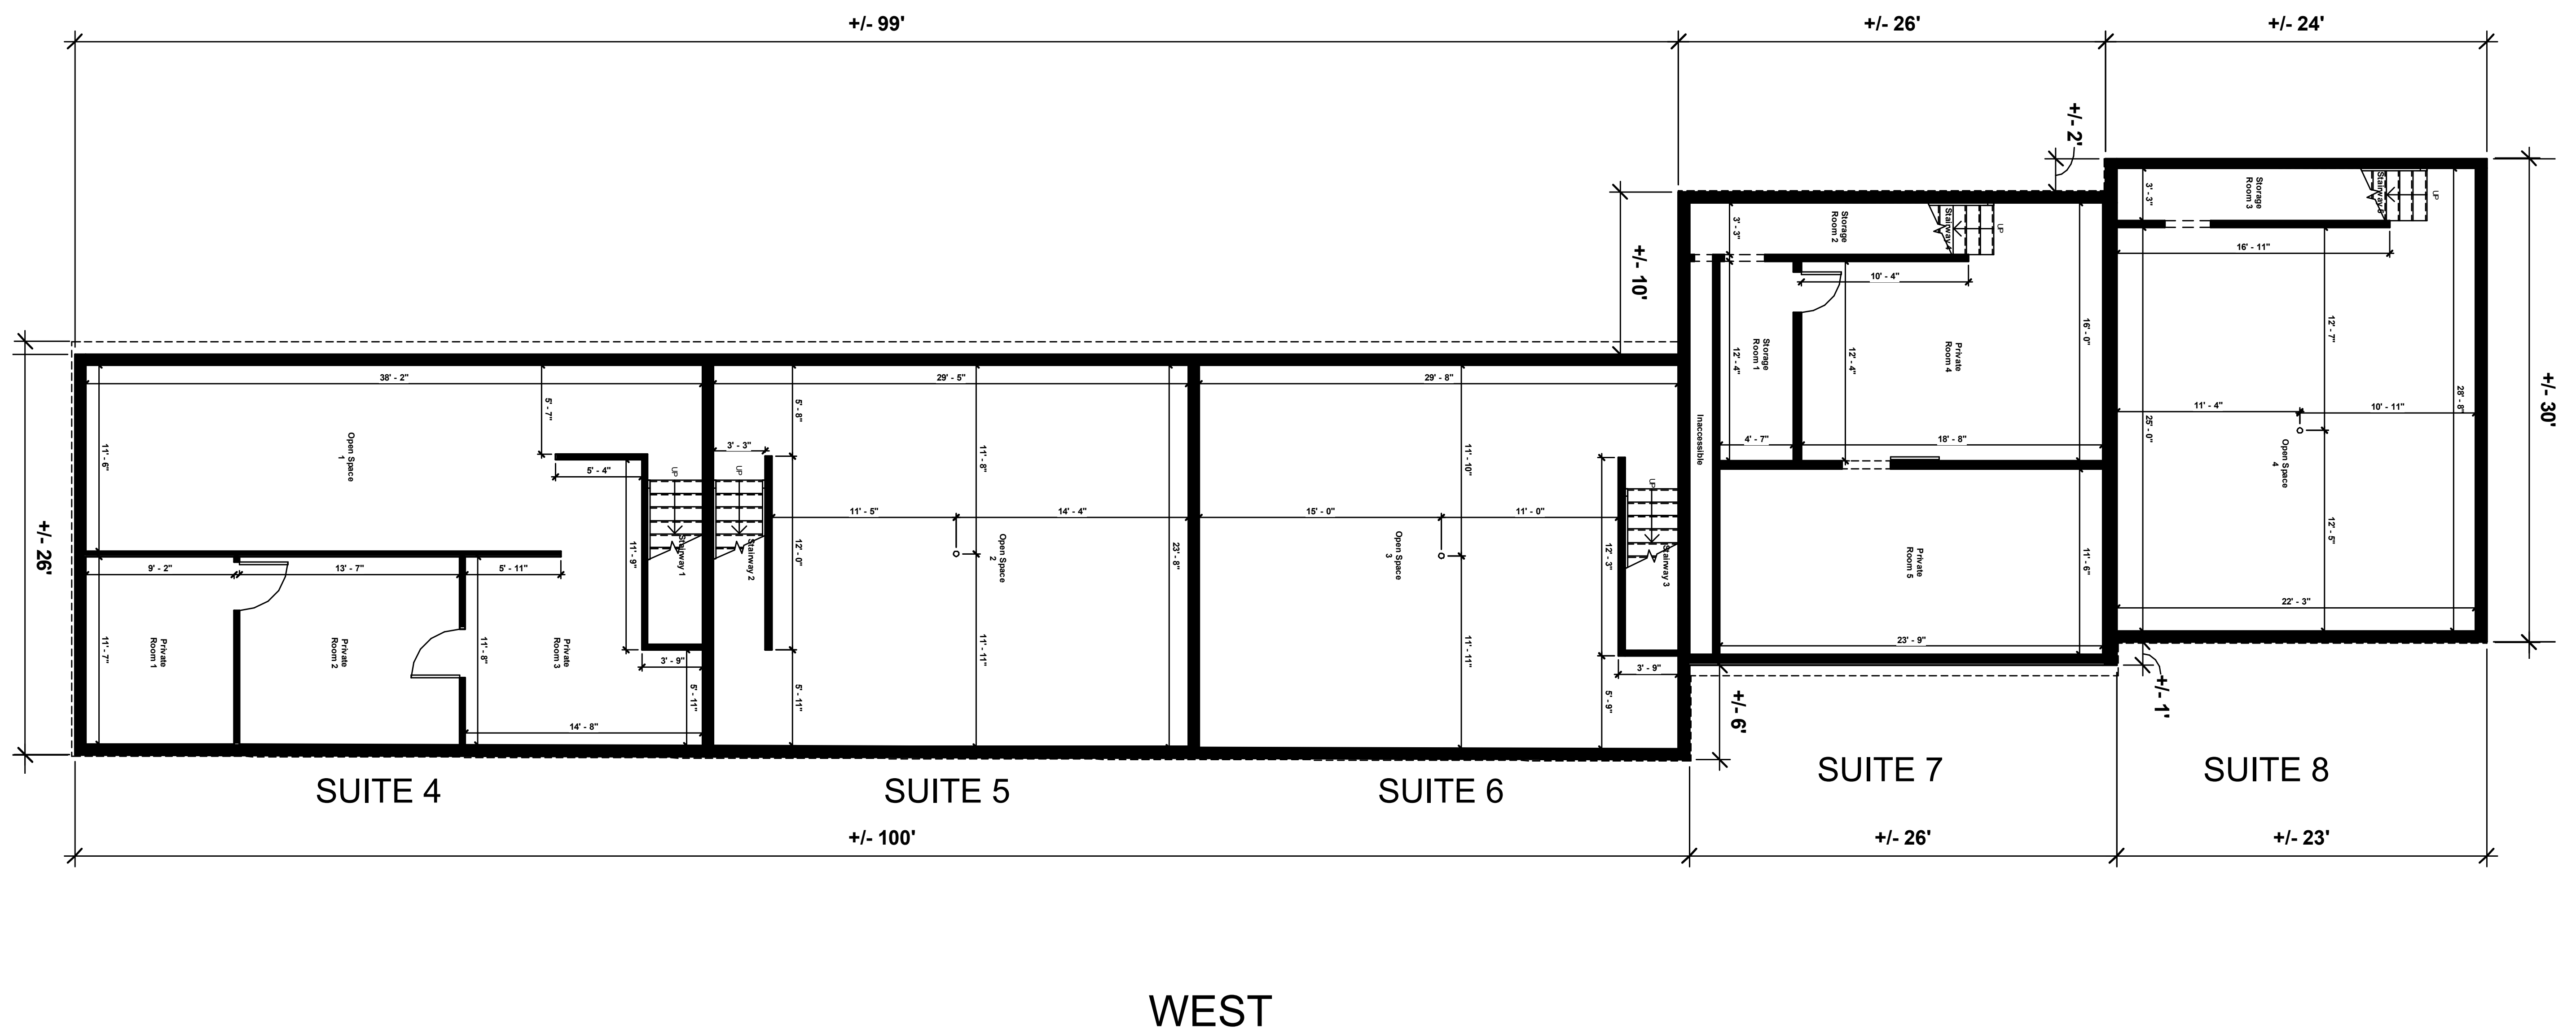 +/- 99'
+/- 26'
+/- 24'
+/- 2'
+/- 10'
+/- 30'
+/- 26'
3' - 3"
Storage
Room 3
Stairway 5
UP
16' - 11"
12' - 7"
28' - 8"
11' - 4"
10' - 11"
25' - 0"
Open Space
4
12' - 5"
22' - 3"
3' - 3"
Storage
Room 2
Stairway 4
UP
10' - 4"
16' - 0"
12' - 4"
Storage
Room 1
12' - 4"
Private
Room 4
Inaccessible
4' - 7"
18' - 8"
Private
Room 5
11' - 6"
23' - 9"
38' - 2"
29' - 5"
29' - 8"
5' - 7"
11' - 6"
Open Space
1
5' - 4"
UP
11' - 9"
Stairway 1
9' - 2"
13' - 7"
5' - 11"
11' - 7"
Private
Room 1
Private
Room 2
11' - 8"
Private
Room 3
3' - 9"
5' - 11"
14' - 8"
5' - 8"
3' - 3"
UP
Stairway 2
12' - 0"
5' - 11"
11' - 8"
11' - 5"
14' - 4"
Open Space
2
23' - 8"
11' - 11"
11' - 10"
15' - 0"
11' - 0"
Open Space
3
11' - 11"
UP
12' - 3"
Stairway 3
3' - 9"
5' - 9"
+/- 6'
+/- 1'
SUITE 4
SUITE 5
SUITE 6
SUITE 7
SUITE 8
+/- 100'
+/- 26'
+/- 23'
WEST